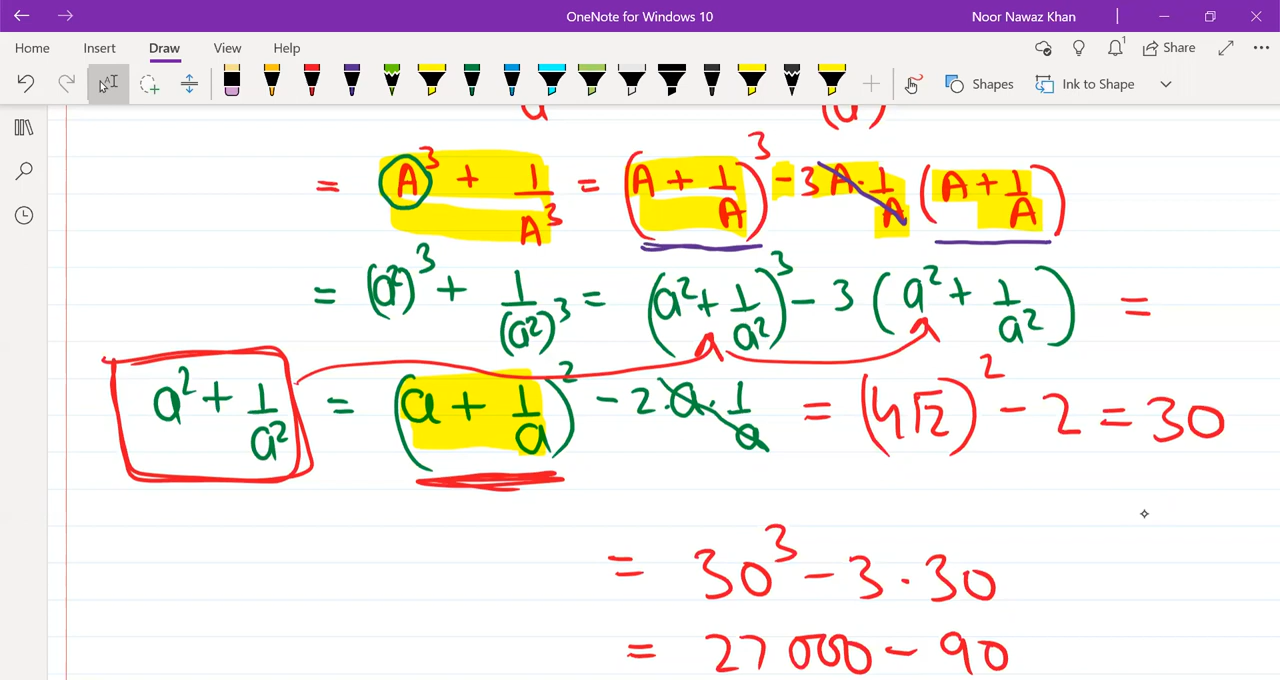 OneNote for Windows 10
Noor Nawaz Khan
Home Insert Draw View Help
Share
Shapes
Ink to Shape
= A³ + 1/A³ = (A + 1/A)³ - 3 A · 1/A (A + 1/A)
= (a²)³ + 1/(a²)³ = (a² + 1/a²)³ - 3 (a² + 1/a²) =
a² + 1/a² = (a + 1/a)² - 2 · a · 1/a = (4√2)² - 2 = 30
= 30³ - 3 · 30
= 27000 - 90